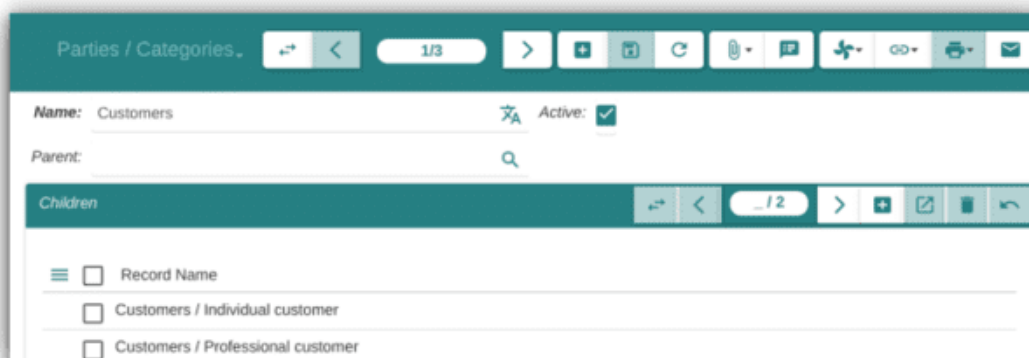 Parties / Categories
1/3
Name: Customers
Active:
Parent:
Children
_ / 2
Record Name
Customers / Individual customer
Customers / Professional customer